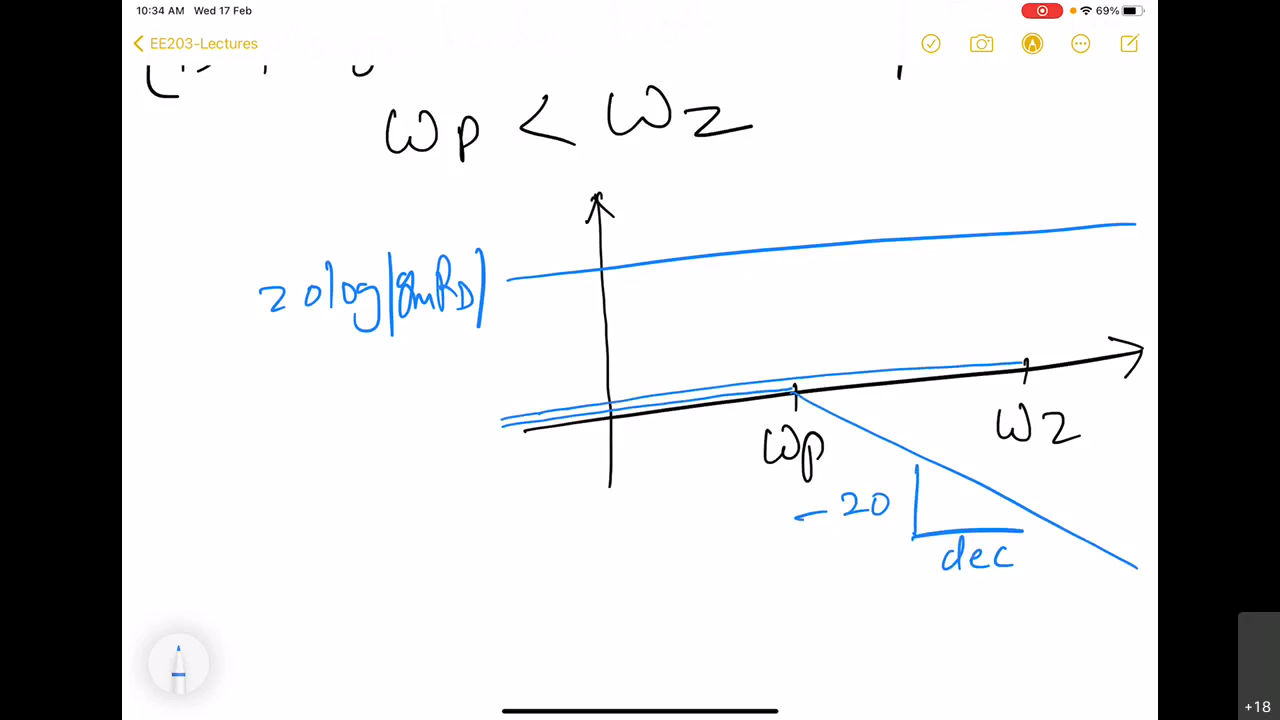 10:34 AM Wed 17 Feb
69%
EE203-Lectures
ωp < ωz
20log|gmRD|
ωp
ωz
-20
dec
+18